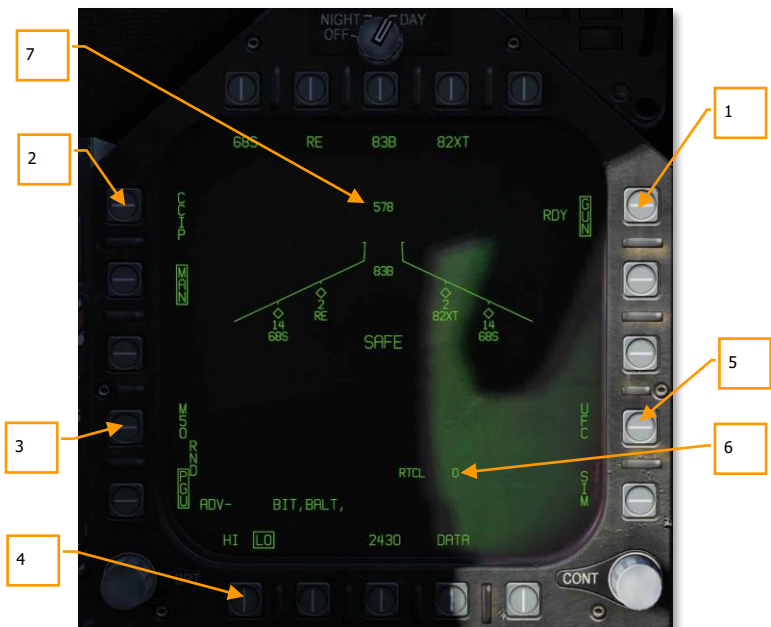 NIGHT DAY
OFF
7
1
2
3
4
5
6
68S RE 83B 82XT
CCIP
MAN
578
RDY GUN
83B
2
RE
2
82XT
14
68S
14
68S
SAFE
M50
RND
PGU
UFC
SIM
RTCL 0
ADV- BIT,BALT,
HI LO 2430 DATA
CONT